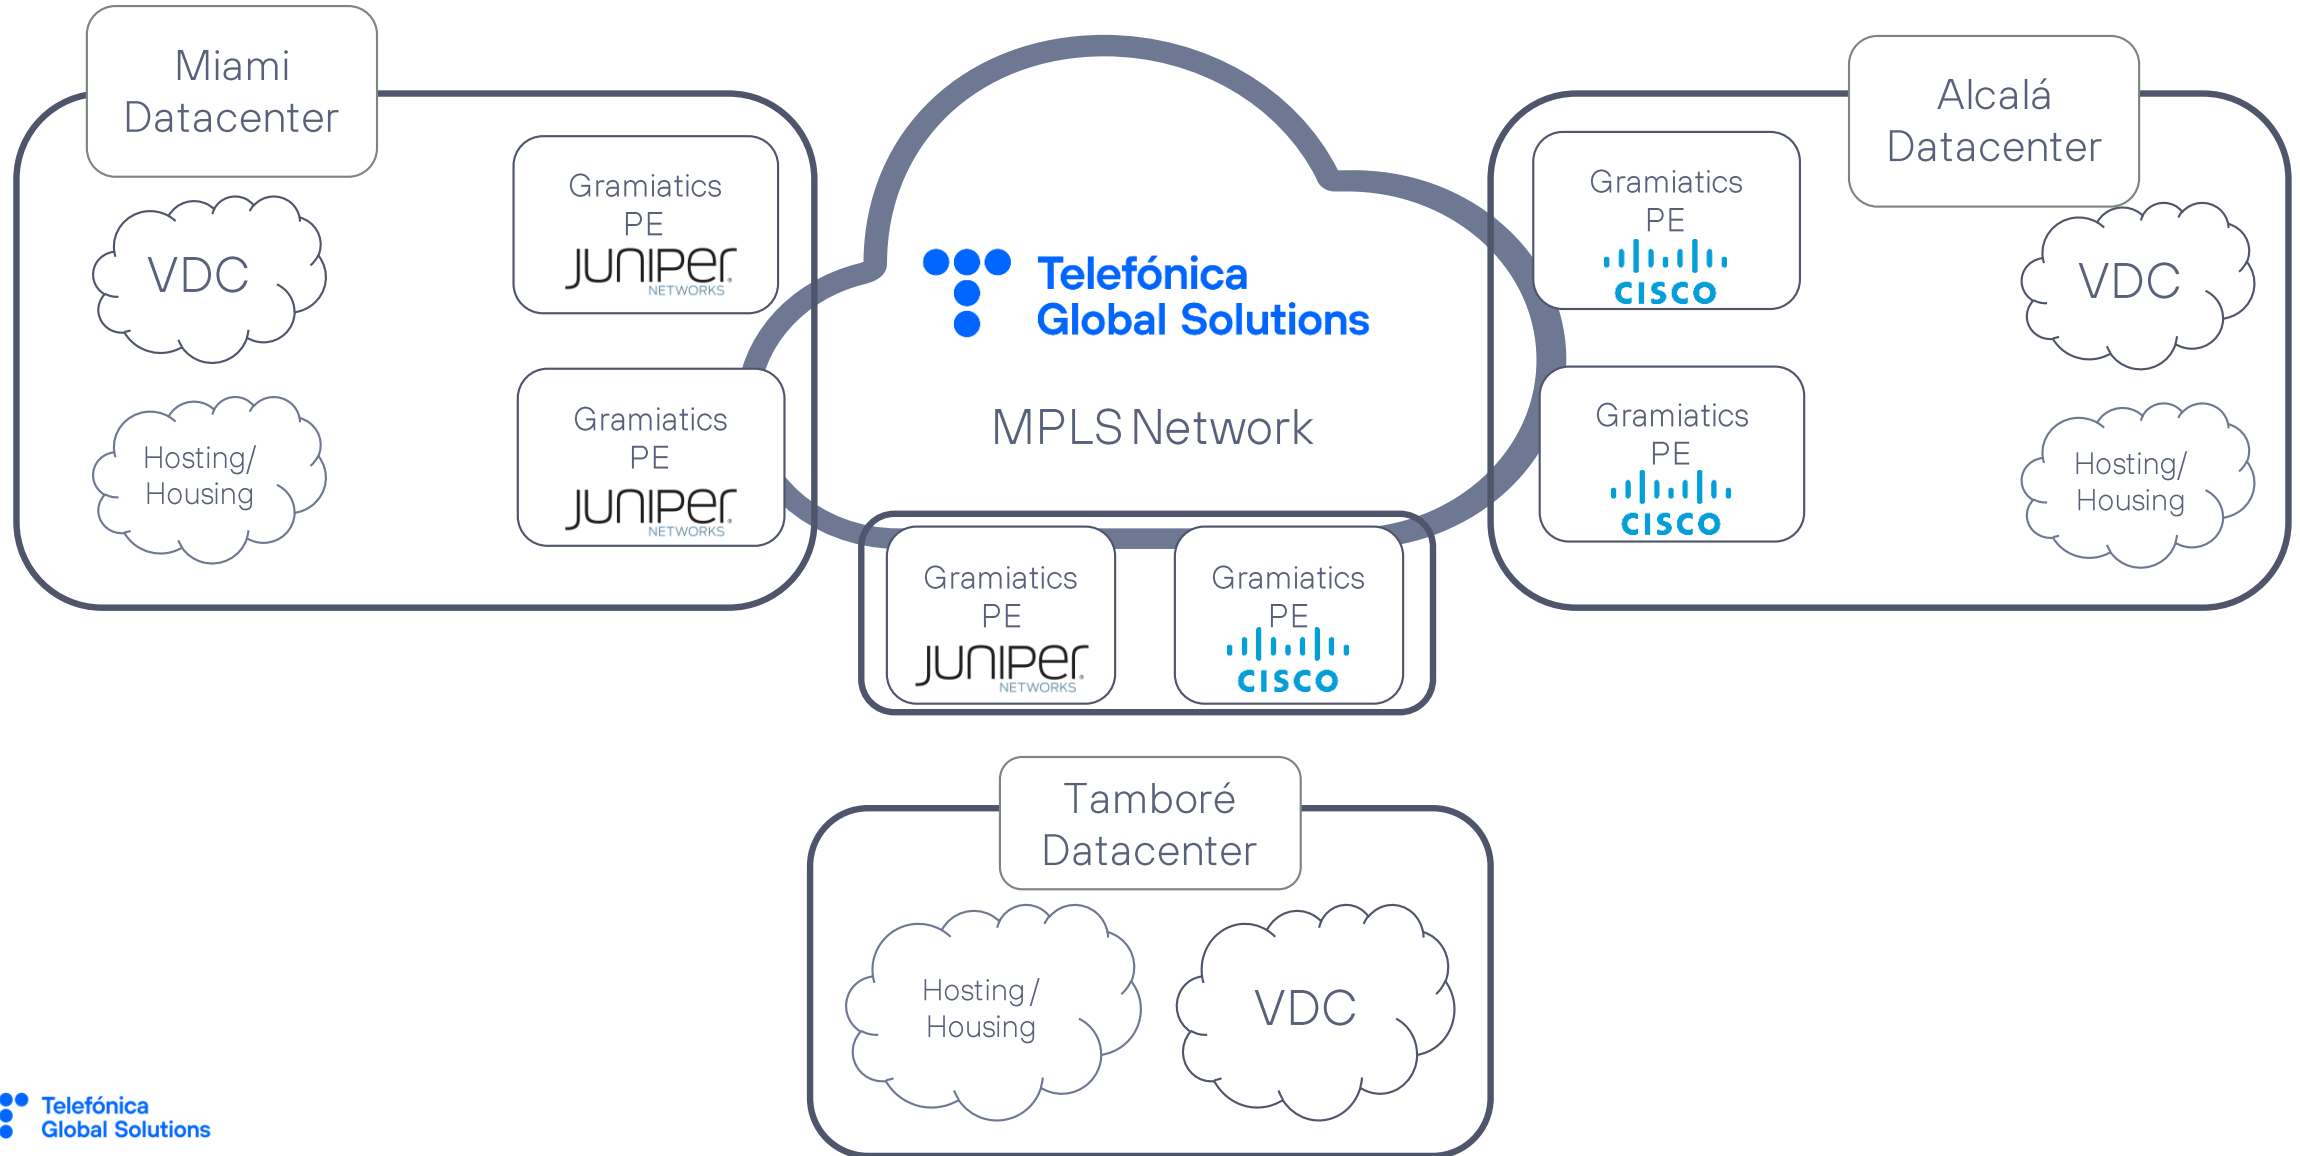 Miami
Datacenter
VDC
Hosting/
Housing
Gramiatics
PE
JUNIPER
NETWORKS
Gramiatics
PE
JUNIPER
NETWORKS
Telefónica
Global Solutions
MPLS Network
Alcalá
Datacenter
Gramiatics
PE
CISCO
Gramiatics
PE
CISCO
VDC
Hosting/
Housing
Gramiatics
PE
JUNIPER
NETWORKS
Gramiatics
PE
CISCO
Tamboré
Datacenter
Hosting/
Housing
VDC
Telefónica
Global Solutions